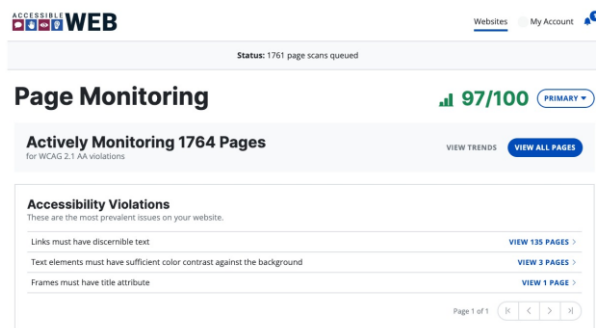 ACCESSIBLE
WEB
Websites
My Account
Status: 1761 page scans queued
Page Monitoring
97/100
PRIMARY
Actively Monitoring 1764 Pages
for WCAG 2.1 AA violations
VIEW TRENDS
VIEW ALL PAGES
Accessibility Violations
These are the most prevalent issues on your website.
Links must have discernible text
VIEW 135 PAGES >
Text elements must have sufficient color contrast against the background
VIEW 3 PAGES >
Frames must have title attribute
VIEW 1 PAGE >
Page 1 of 1